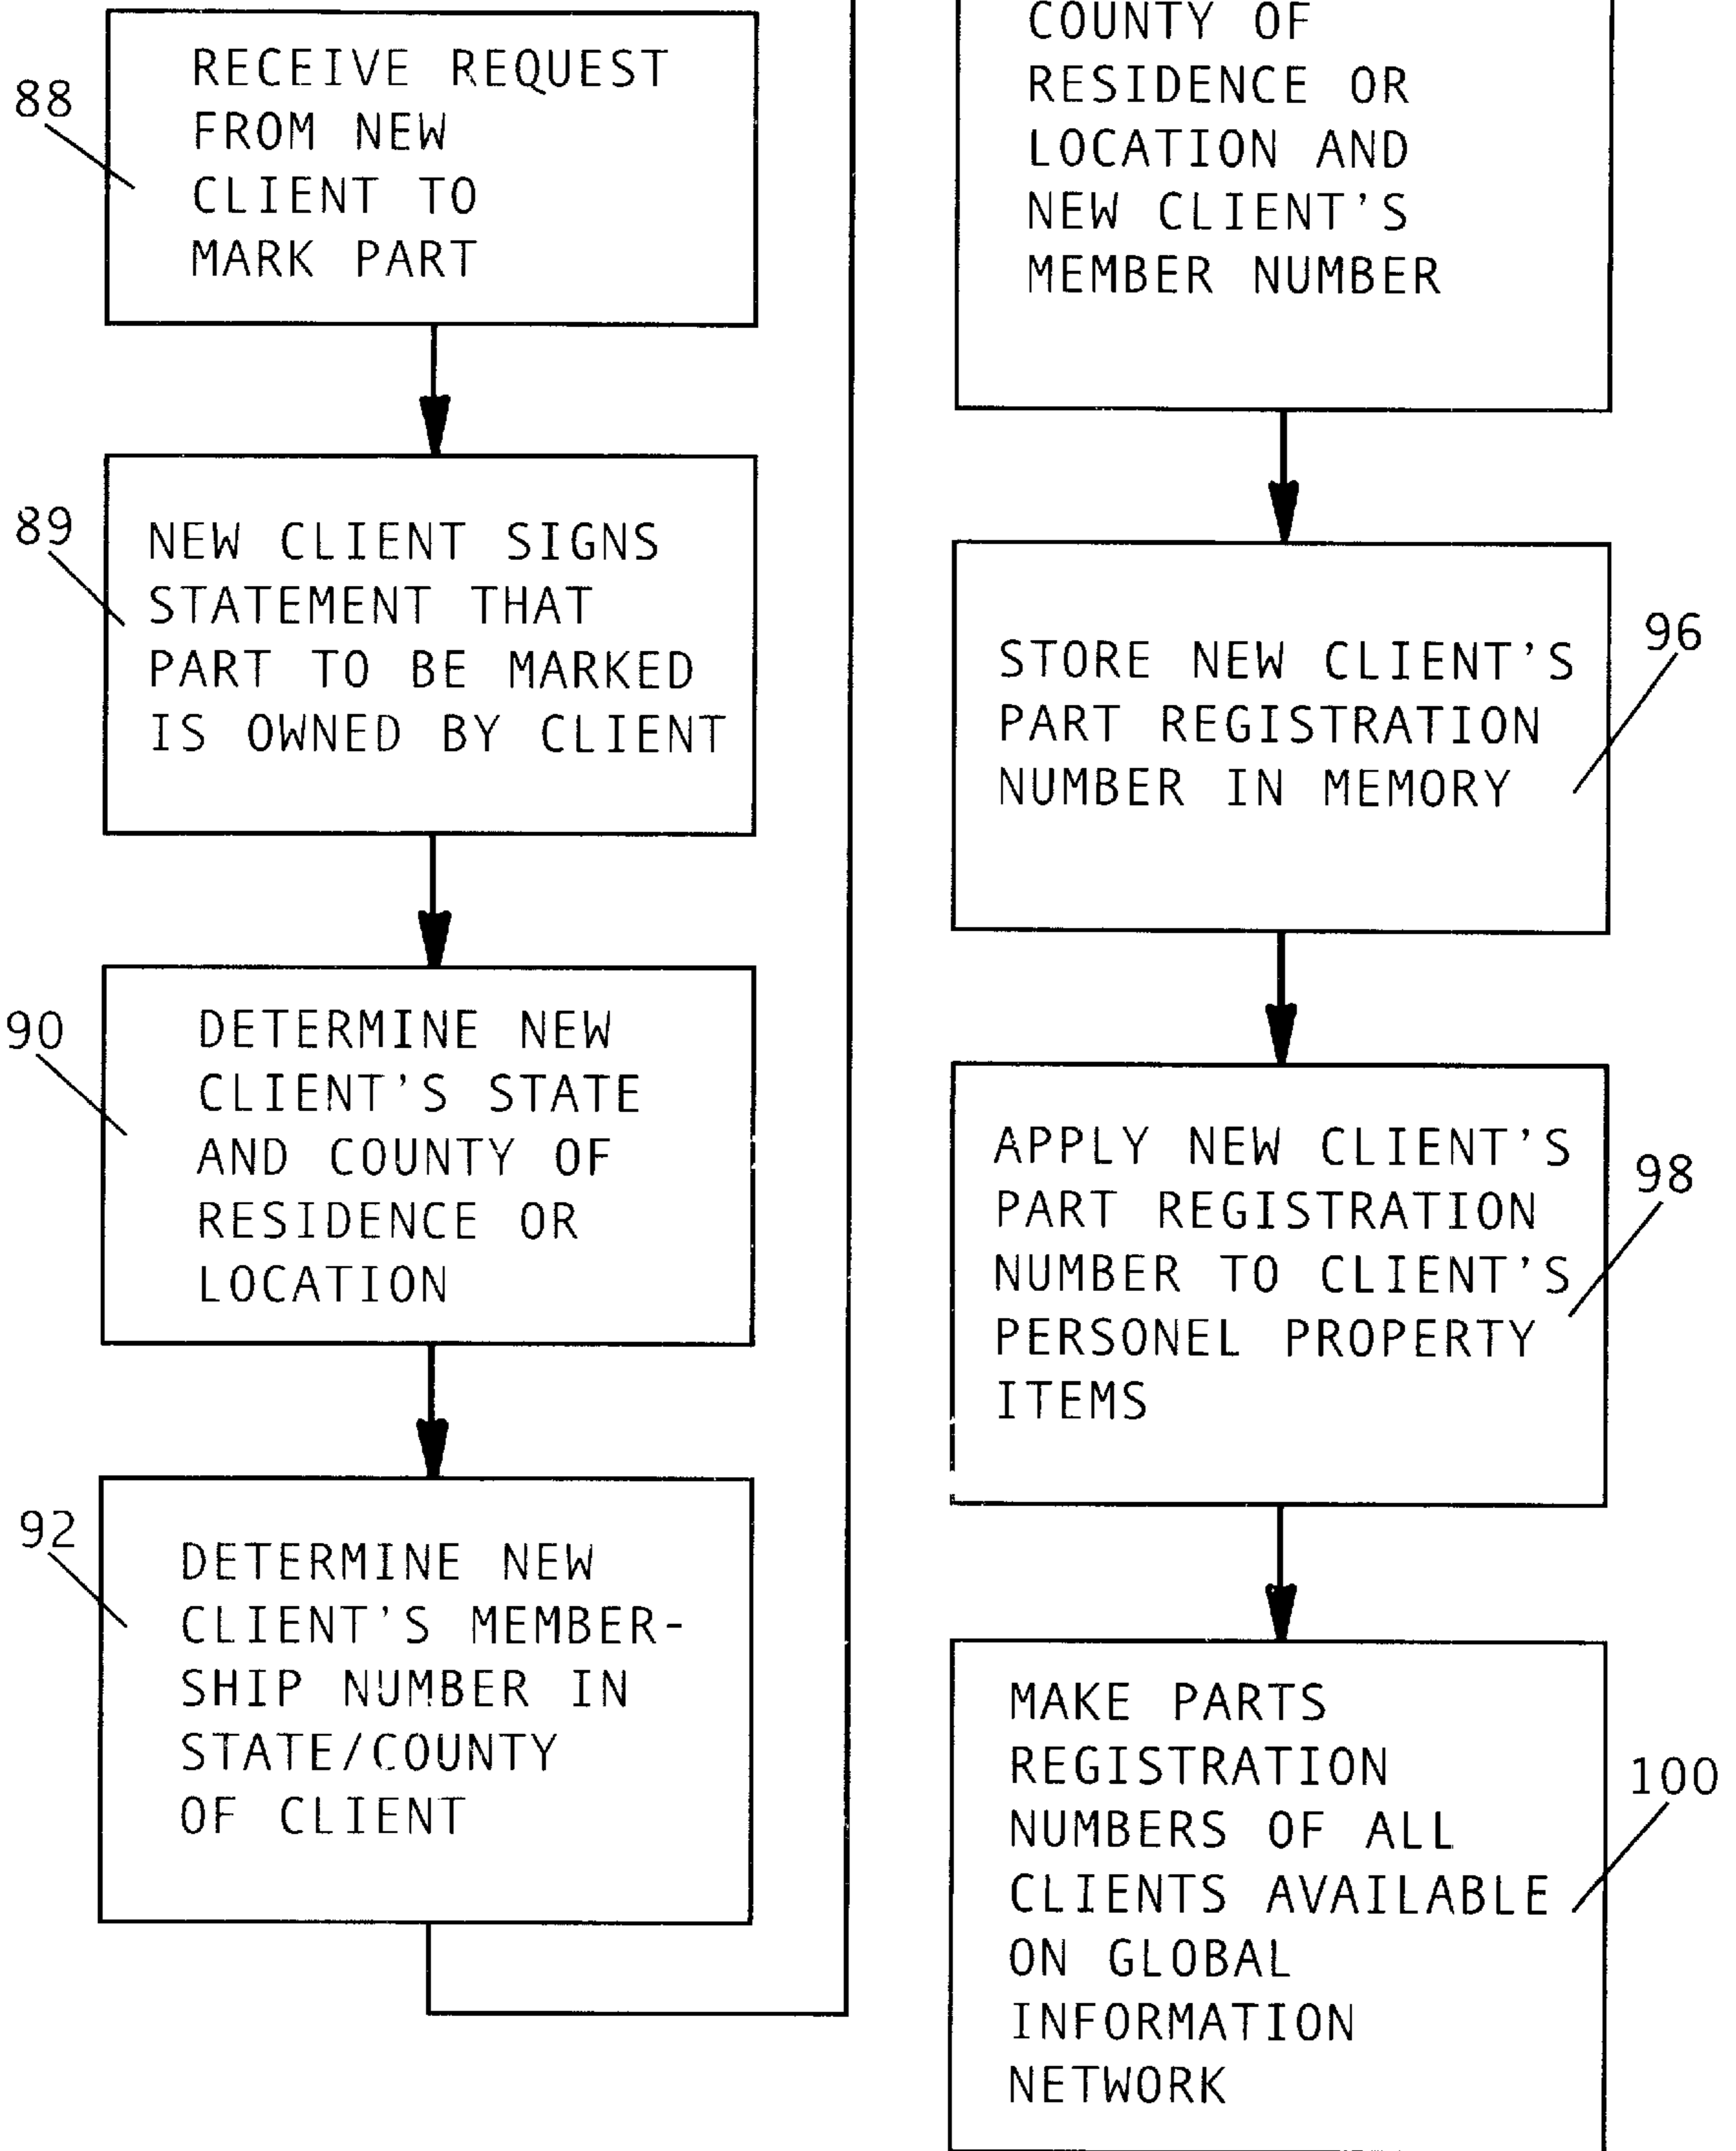 88
RECEIVE REQUEST
FROM NEW
CLIENT TO
MARK PART
89
NEW CLIENT SIGNS
STATEMENT THAT
PART TO BE MARKED
IS OWNED BY CLIENT
90
DETERMINE NEW
CLIENT'S STATE
AND COUNTY OF
RESIDENCE OR
LOCATION
92
DETERMINE NEW
CLIENT'S MEMBER-
SHIP NUMBER IN
STATE/COUNTY
OF CLIENT
COUNTY OF
RESIDENCE OR
LOCATION AND
NEW CLIENT'S
MEMBER NUMBER
96
STORE NEW CLIENT'S
PART REGISTRATION
NUMBER IN MEMORY
98
APPLY NEW CLIENT'S
PART REGISTRATION
NUMBER TO CLIENT'S
PERSONEL PROPERTY
ITEMS
100
MAKE PARTS
REGISTRATION
NUMBERS OF ALL
CLIENTS AVAILABLE
ON GLOBAL
INFORMATION
NETWORK